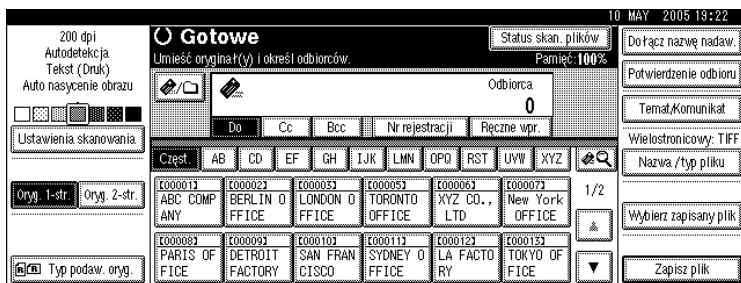 10 MAY 2005 19:22
200 dpi
Autodetekcja
Tekst (Druk)
Auto nasycenie obrazu
Ustawienia skanowania
Oryg. 1-str.
Oryg. 2-str.
Typ podaw. oryg.
Gotowe
Status skan. plików
Umieść oryginał(y) i określ odbiorców.
Pamięć:100%
Odbiorca
0
Do
Cc
Bcc
Nr rejestracji
Ręczne wpr.
Częst.
AB
CD
EF
GH
IJK
LMN
OPQ
RST
UVW
XYZ
[00001]
ABC COMP
ANY
[00002]
BERLIN O
FFICE
[00003]
LONDON O
FFICE
[00005]
TORONTO
OFFICE
[00006]
XYZ CO.,
LTD
[00007]
New York
OFFICE
1/2
[00008]
PARIS OF
FICE
[00009]
DETROIT
FACTORY
[00010]
SAN FRAN
CISCO
[00011]
SYDNEY O
FFICE
[00012]
LA FACTO
RY
[00013]
TOKYO OF
FICE
Dołącz nazwę nadaw.
Potwierdzenie odbioru
Temat/Komunikat
Wielostronicowy: TIFF
Nazwa /typ pliku
Wybierz zapisany plik
Zapisz plik